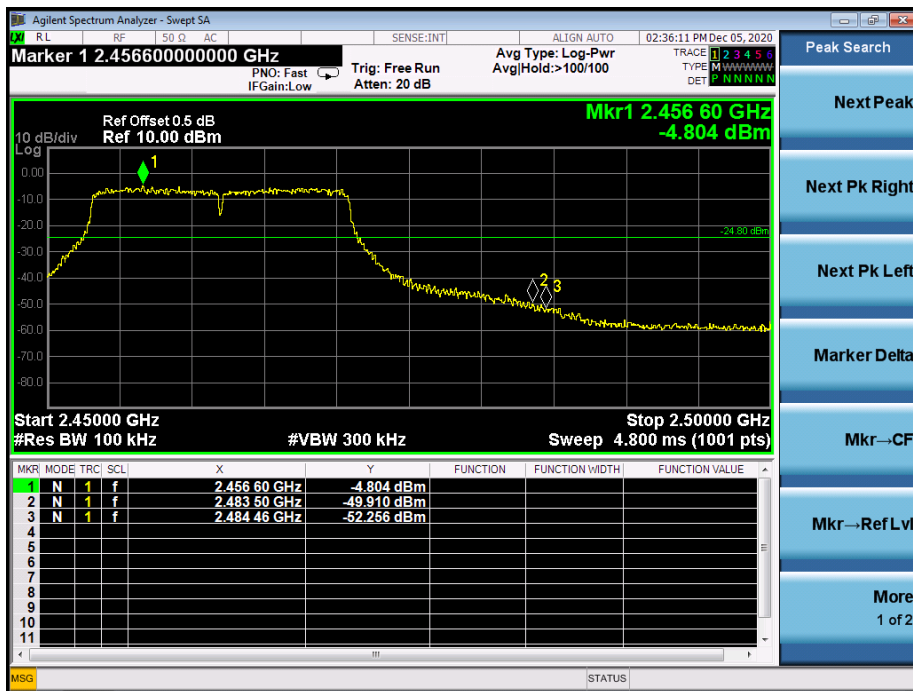 Agilent Spectrum Analyzer - Swept SA
LXI RL RF 50 Ω AC SENSE:INT ALIGN AUTO 02:36:11 PM Dec 05, 2020
Marker 1 2.456600000000 GHz
PNO: Fast
IFGain:Low
Trig: Free Run
Atten: 20 dB
Avg Type: Log-Pwr
Avg|Hold:>100/100
TRACE 1 2 3 4 5 6
TYPE M WWWWW
DET P N N N N N
Peak Search
Next Peak
Next Pk Right
Next Pk Left
Marker Delta
Mkr→CF
Mkr→Ref Lvl
More
1 of 2
Mkr1 2.456 60 GHz
-4.804 dBm
Ref Offset 0.5 dB
10 dB/div Ref 10.00 dBm
Log
0.00
-10.0
-20.0
-30.0
-40.0
-50.0
-60.0
-70.0
-80.0
1
2
3
-24.80 dBm
Start 2.45000 GHz Stop 2.50000 GHz
#Res BW 100 kHz #VBW 300 kHz Sweep 4.800 ms (1001 pts)
MKR MODE TRC SCL X Y FUNCTION FUNCTION WIDTH FUNCTION VALUE
1 N 1 f 2.456 60 GHz -4.804 dBm
2 N 1 f 2.483 50 GHz -49.910 dBm
3 N 1 f 2.484 46 GHz -52.256 dBm
4
5
6
7
8
9
10
11
MSG STATUS